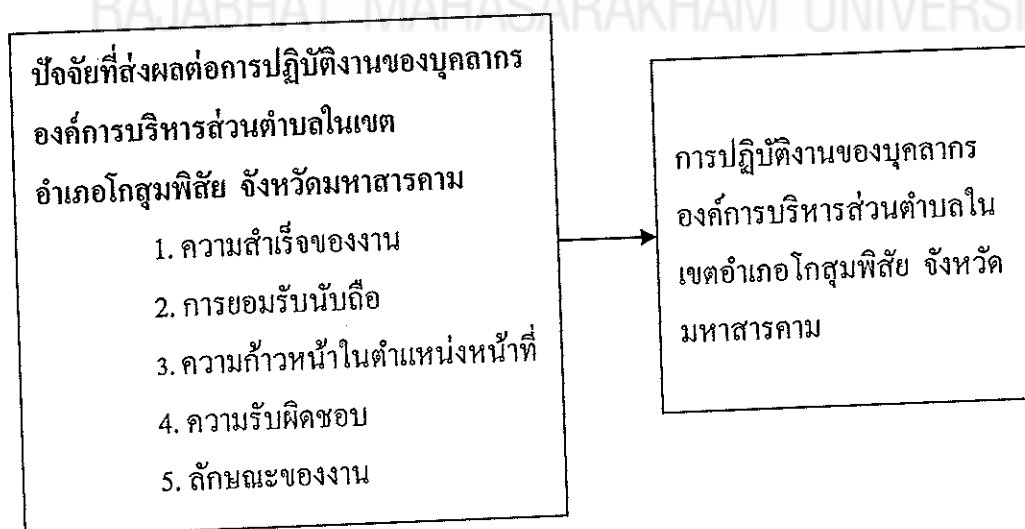 RAJABHAT MAHASARAKHAM UNIVERSI
ปัจจัยที่ส่งผลต่อการปฏิบัติงานของบุคลากร
องค์การบริหารส่วนตำบลในเขต
อำเภอโกสุมพิสัย จังหวัดมหาสารคาม
1. ความสำเร็จของงาน
2. การยอมรับนับถือ
3. ความก้าวหน้าในตำแหน่งหน้าที่
4. ความรับผิดชอบ
5. ลักษณะของงาน
การปฏิบัติงานของบุคลากร
องค์การบริหารส่วนตำบลใน
เขตอำเภอโกสุมพิสัย จังหวัด
มหาสารคาม